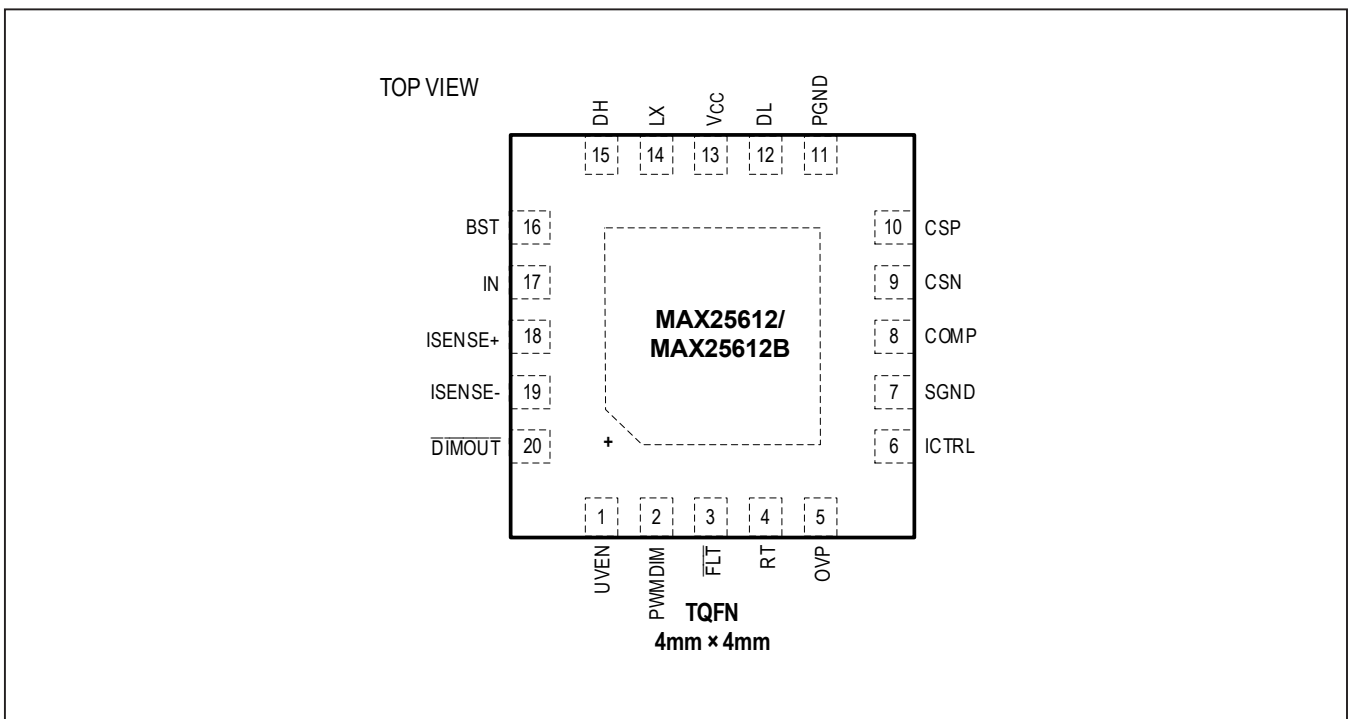 TOP VIEW
DH
LX
VCC
DL
PGND
15
14
13
12
11
BST 16
10 CSP
IN 17
9 CSN
MAX25612/
MAX25612B
ISENSE+ 18
8 COMP
ISENSE- 19
7 SGND
DIMOUT 20
+
6 ICTRL
1
2
3
4
5
UVEN
PWMDIM
FLT
RT
OVP
TQFN
4mm × 4mm